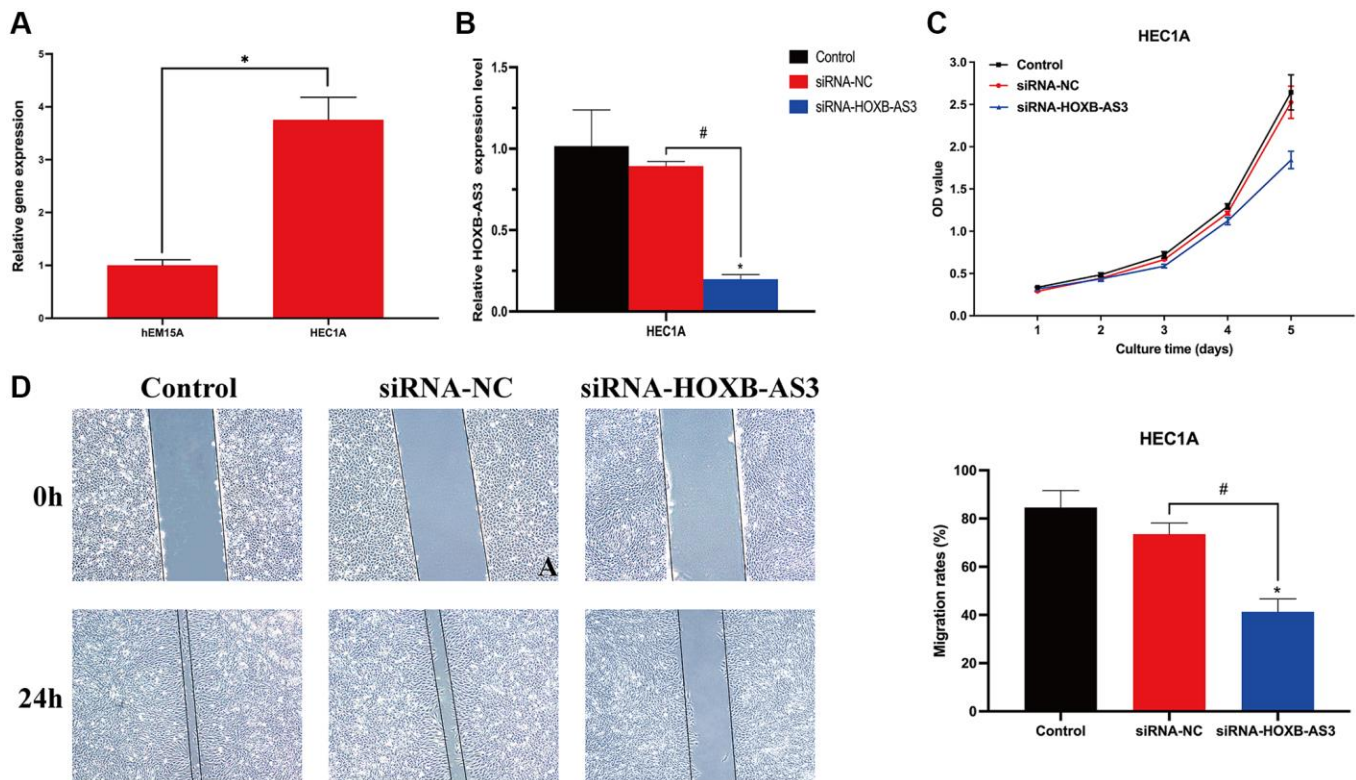 A
Relative gene expression
5
4
3
2
1
0
*
hEM15A
HEC1A
B
Relative HOXB-AS3 expression level
1.5
1.0
0.5
0.0
#
*
HEC1A
Control
siRNA-NC
siRNA-HOXB-AS3
C
HEC1A
Control
siRNA-NC
siRNA-HOXB-AS3
OD value
3.0
2.5
2.0
1.5
1.0
0.5
0.0
1 2 3 4 5
Culture time (days)
D
Control siRNA-NC siRNA-HOXB-AS3
0h
A
24h
HEC1A
Migration rates (%)
100
80
60
40
20
0
#
*
Control siRNA-NC siRNA-HOXB-AS3